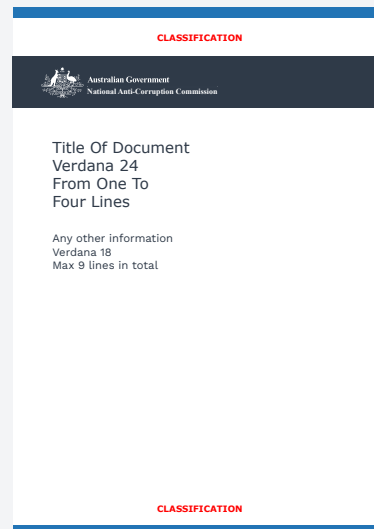 CLASSIFICATION
Australian Government
National Anti-Corruption Commission
Title Of Document
Verdana 24
From One To
Four Lines
Any other information
Verdana 18
Max 9 lines in total
CLASSIFICATION